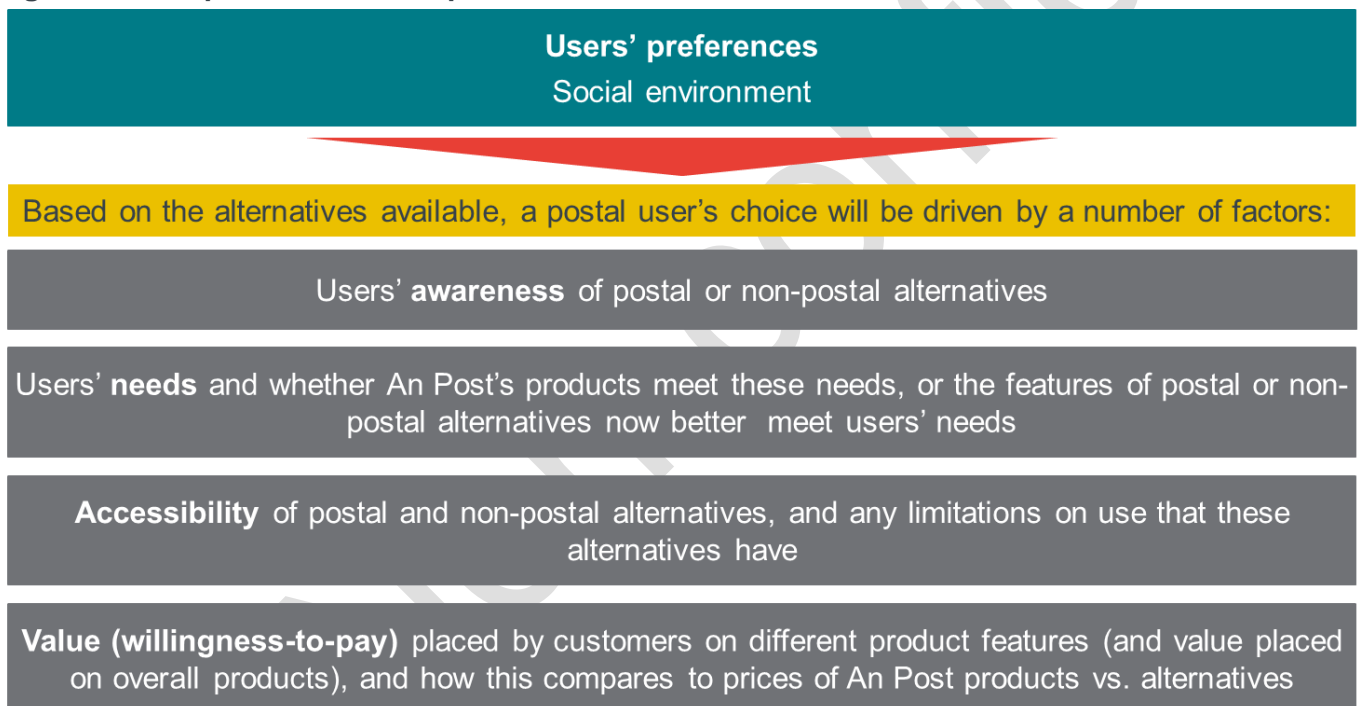 Users’ preferences
Social environment
Based on the alternatives available, a postal user’s choice will be driven by a number of factors:
Users’ awareness of postal or non-postal alternatives
Users’ needs and whether An Post’s products meet these needs, or the features of postal or non-
postal alternatives now better meet users’ needs
Accessibility of postal and non-postal alternatives, and any limitations on use that these
alternatives have
Value (willingness-to-pay) placed by customers on different product features (and value placed
on overall products), and how this compares to prices of An Post products vs. alternatives